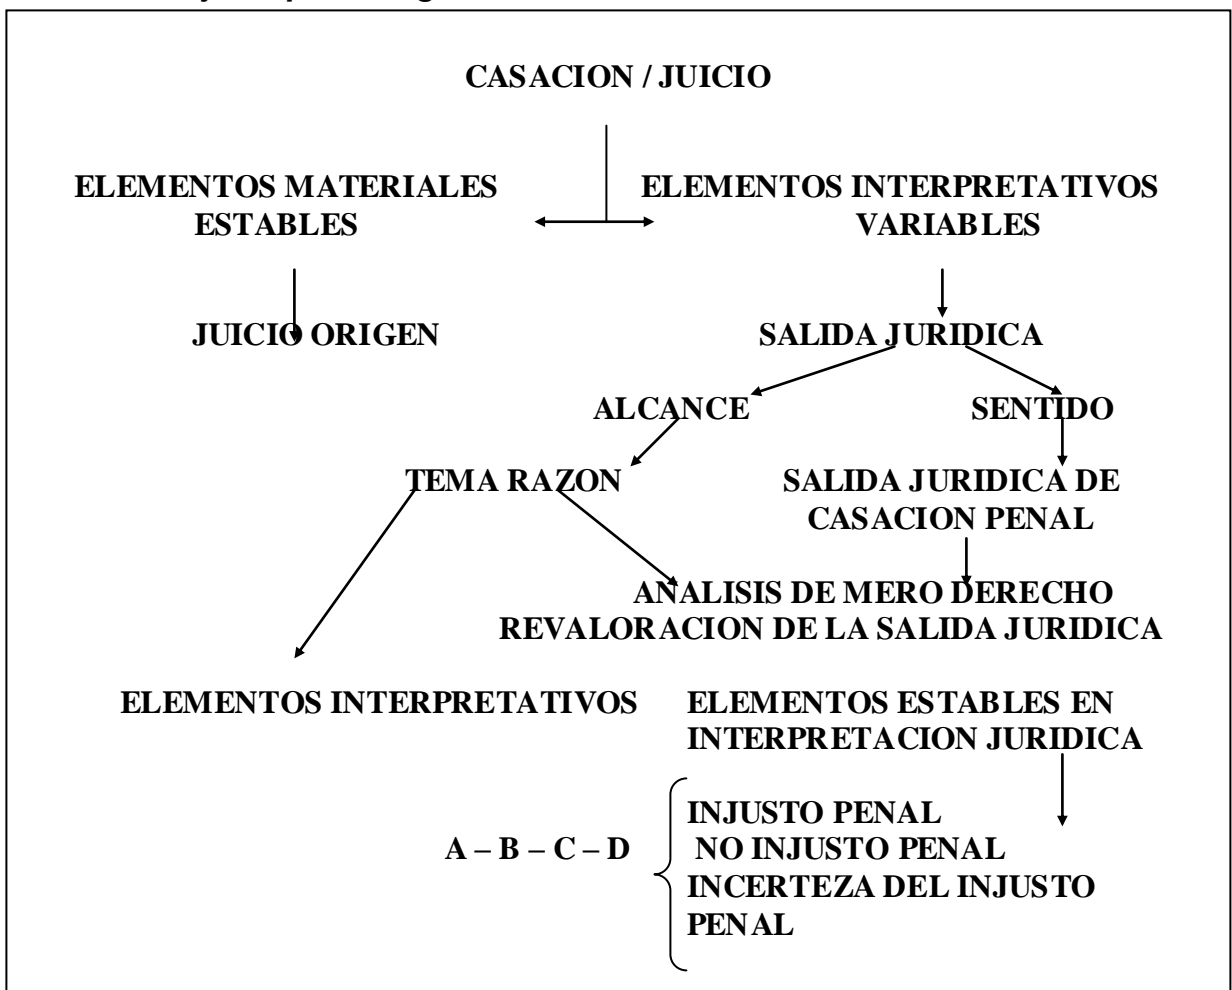 CASACION / JUICIO
ELEMENTOS MATERIALES
ESTABLES
ELEMENTOS INTERPRETATIVOS
VARIABLES
JUICIO ORIGEN
SALIDA JURIDICA
ALCANCE
SENTIDO
TEMA RAZON
SALIDA JURIDICA DE
CASACION PENAL
ANALISIS DE MERO DERECHO
REVALORACION DE LA SALIDA JURIDICA
ELEMENTOS INTERPRETATIVOS
ELEMENTOS ESTABLES EN
INTERPRETACION JURIDICA
A – B – C – D
INJUSTO PENAL
NO INJUSTO PENAL
INCERTEZA DEL INJUSTO
PENAL